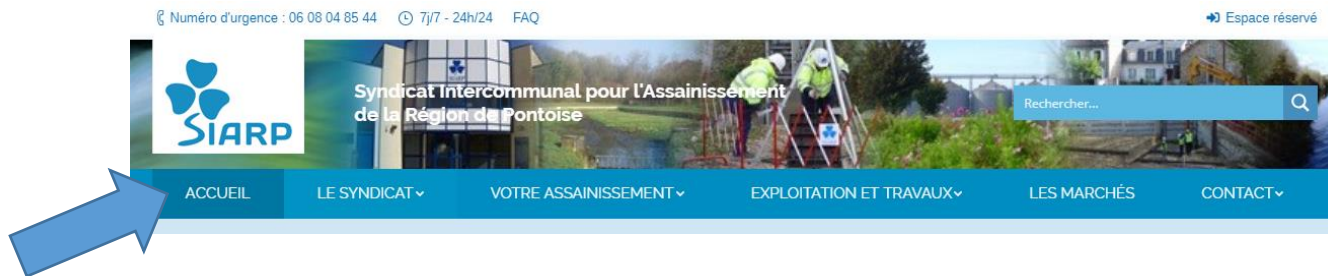 Numéro d'urgence : 06 08 04 85 44 7j/7 - 24h/24 FAQ Espace réservé
Syndicat Intercommunal pour l'Assainissement
de la Région de Pontoise
Rechercher...
SIARP
ACCUEIL LE SYNDICAT VOTRE ASSAINISSEMENT EXPLOITATION ET TRAVAUX LES MARCHÉS CONTACT